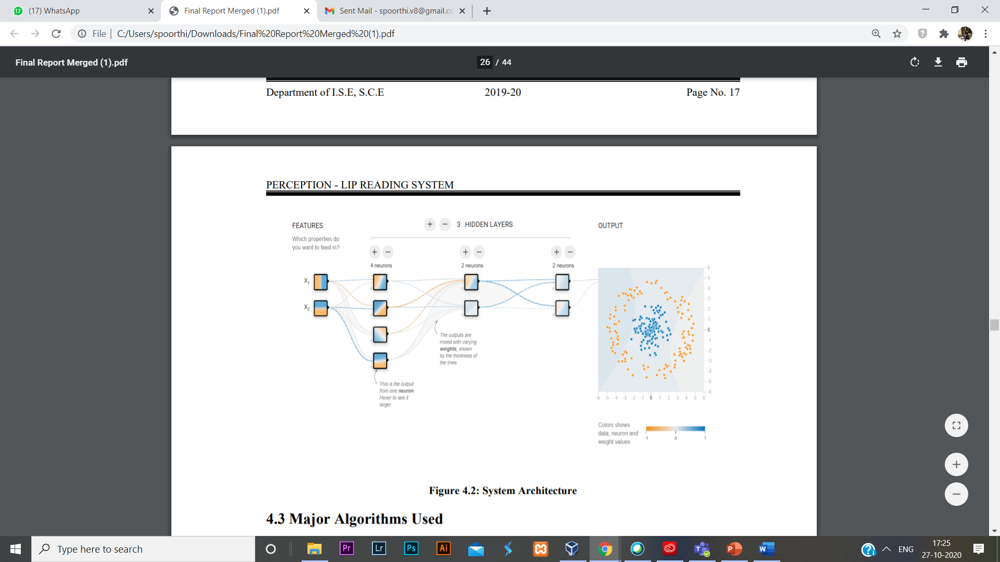 (17) WhatsApp
Final Report Merged (1).pdf
Sent Mail - spoorthi.v8@gmail.co
File | C:/Users/spoorthi/Downloads/Final%20Report%20Merged%20(1).pdf
Final Report Merged (1).pdf
26 / 44
Department of I.S.E, S.C.E 2019-20 Page No. 17
PERCEPTION - LIP READING SYSTEM
FEATURES
Which properties do
you want to feed in?
+ − 3 HIDDEN LAYERS
OUTPUT
+ − + − + −
4 neurons 2 neurons 2 neurons
X1
X2
The outputs are
mixed with varying
weights, shown
by the thickness of
the lines.
This is the output
from one neuron.
Hover to see it
larger.
6
5
4
3
2
1
0
-1
-2
-3
-4
-5
-6
-6 -5 -4 -3 -2 -1 0 1 2 3 4 5 6
Colors shows
data, neuron and
weight values.
-1 0 1
Figure 4.2: System Architecture
4.3 Major Algorithms Used
Type here to search
Pr
Lr
Ps
Ai
ENG
17:25
27-10-2020